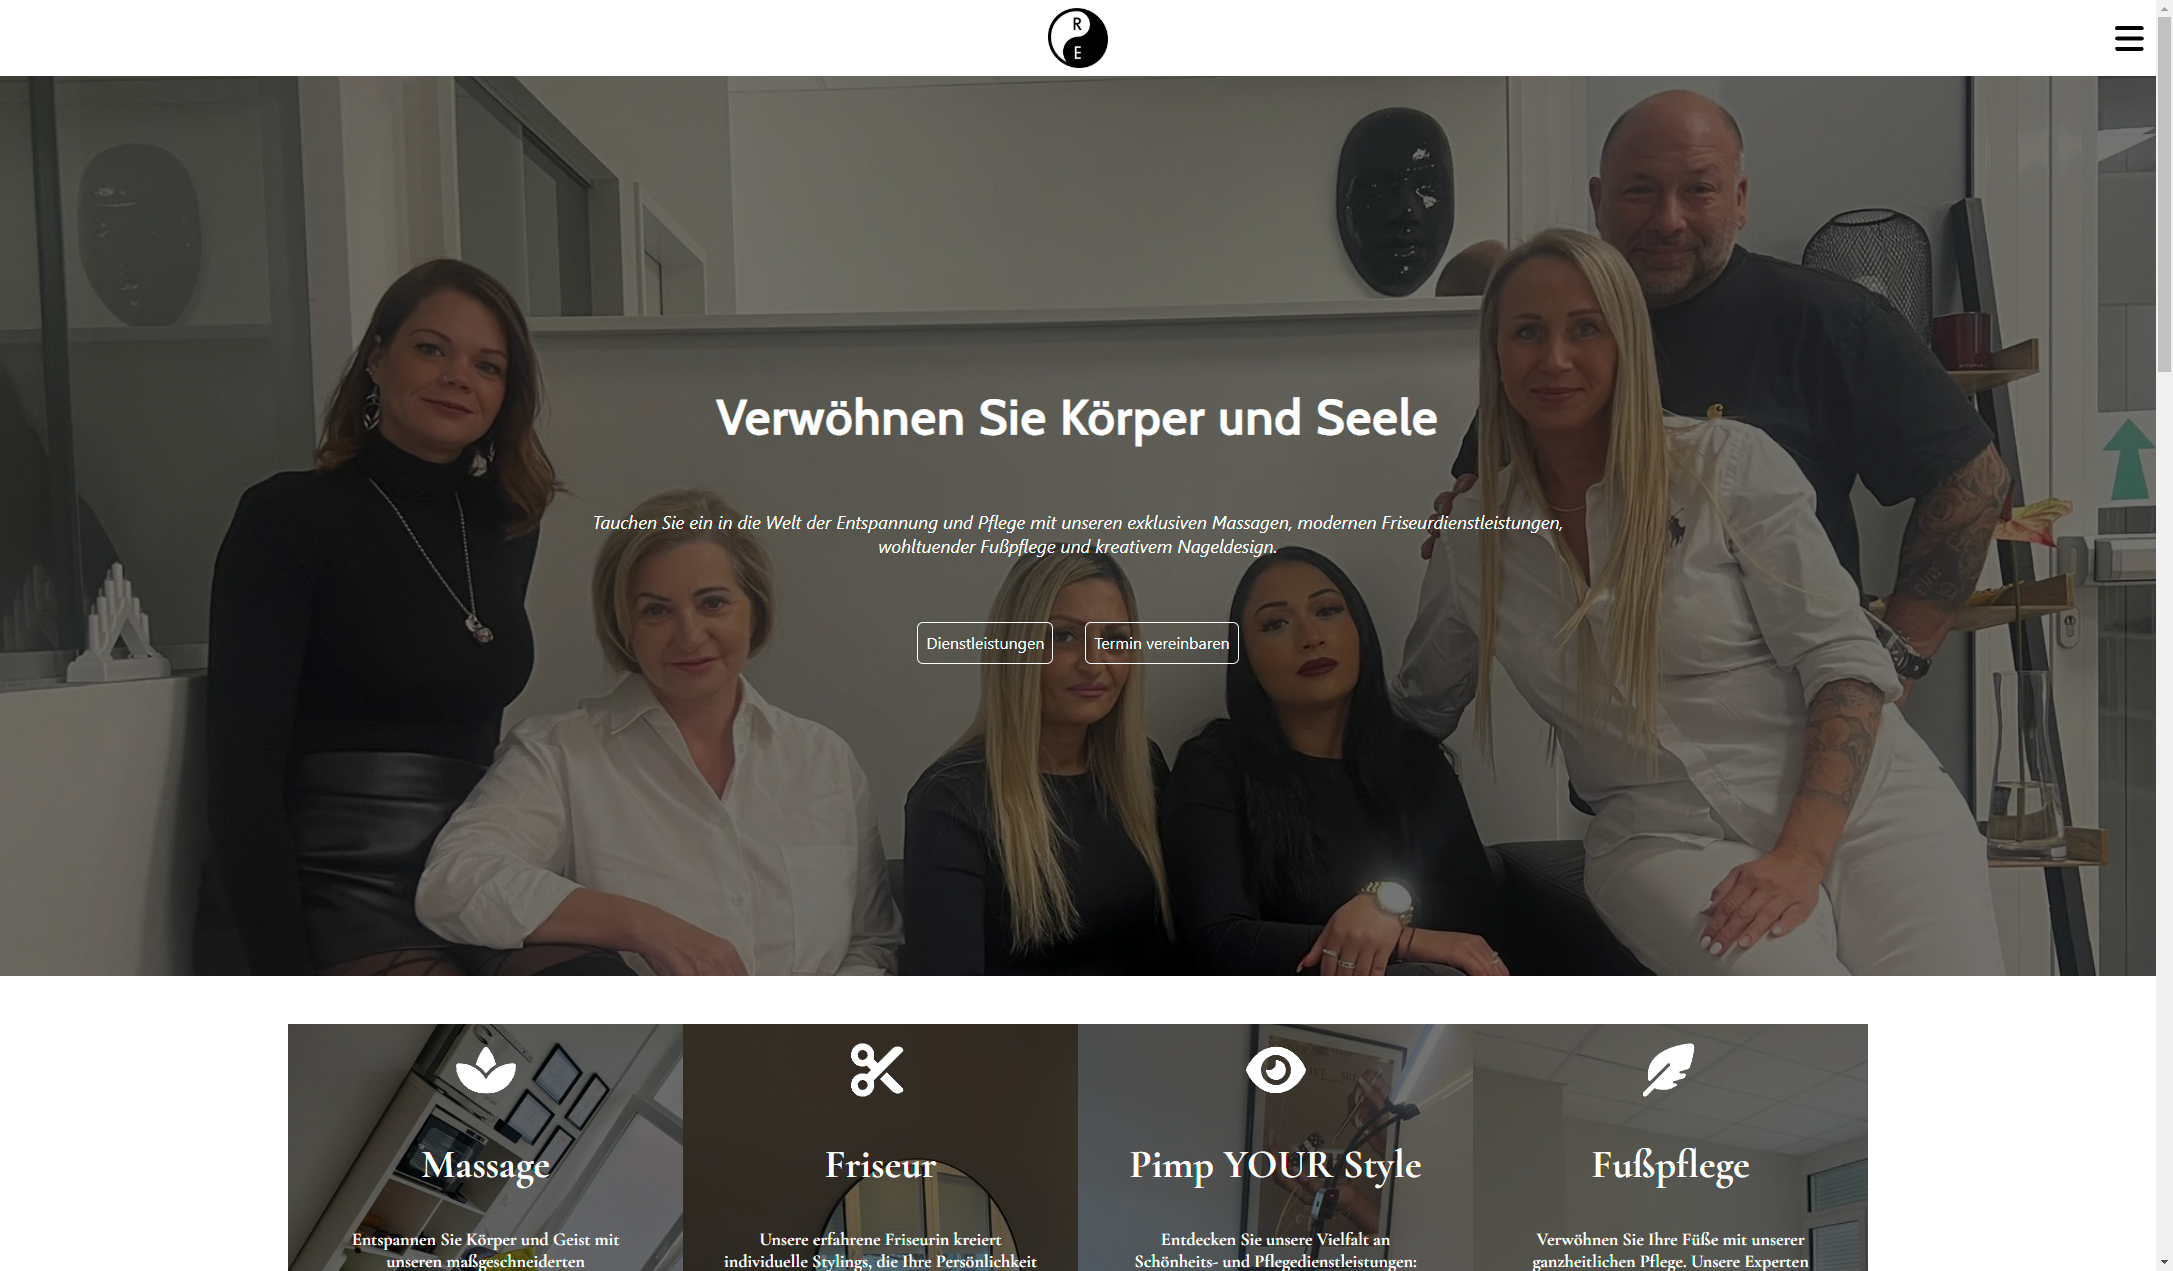 R
E
Verwöhnen Sie Körper und Seele
Tauchen Sie ein in die Welt der Entspannung und Pflege mit unseren exklusiven Massagen, modernen Friseurdienstleistungen,
wohltuender Fußpflege und kreativem Nageldesign.
Dienstleistungen
Termin vereinbaren
Massage
Entspannen Sie Körper und Geist mit
unseren maßgeschneiderten
Friseur
Unsere erfahrene Friseurin kreiert
individuelle Stylings, die Ihre Persönlichkeit
Pimp YOUR Style
Entdecken Sie unsere Vielfalt an
Schönheits- und Pflegedienstleistungen:
Fußpflege
Verwöhnen Sie Ihre Füße mit unserer
ganzheitlichen Pflege. Unsere Experten